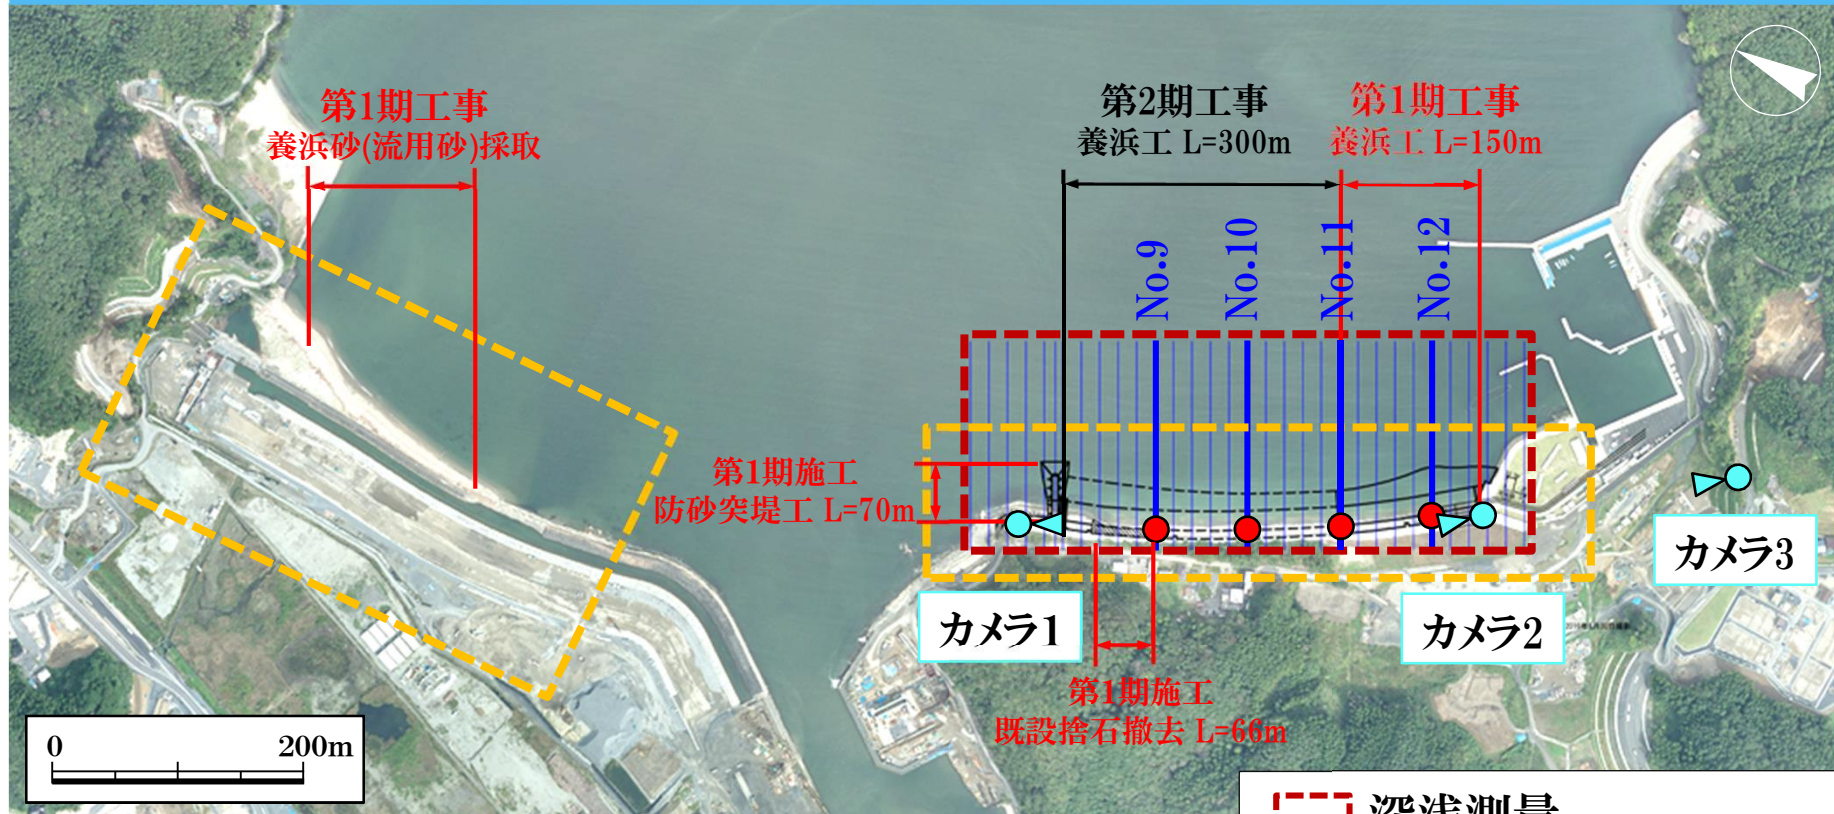 第1期工事
養浜砂(流用砂)採取
第2期工事
養浜工 L=300m
第1期工事
養浜工 L=150m
No.9
No.10
No.11
No.12
第1期施工
防砂突堤工 L=70m
カメラ1
カメラ2
カメラ3
第1期施工
既設捨石撤去 L=66m
0 200m
深浅測量